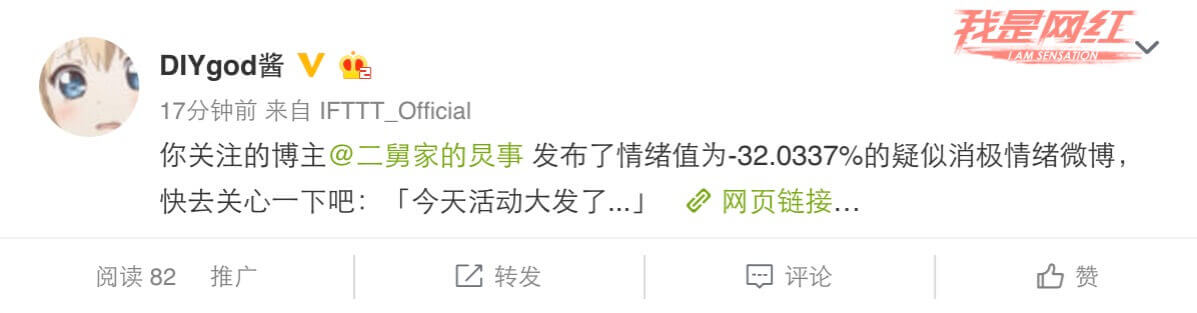 我是网红
I AM SENSATION
DIYgod酱
17分钟前 来自 IFTTT_Official
你关注的博主@二舅家的炅事 发布了情绪值为-32.0337%的疑似消极情绪微博，
快去关心一下吧：「今天活动大发了...」 网页链接...
阅读 82 推广 转发 评论 赞